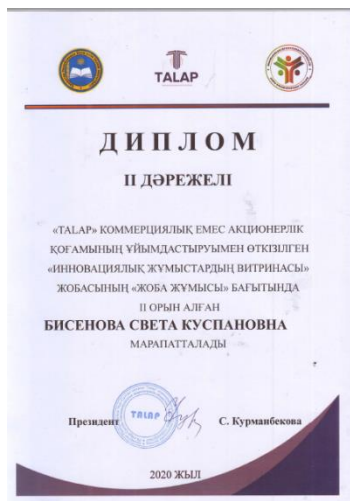 TALAP
ДИПЛОМ
II ДӘРЕЖЕЛІ
«TALAP» КОММЕРЦИЯЛЫҚ ЕМЕС АКЦИОНЕРЛІК
ҚОҒАМЫНЫҢ ҰЙЫМДАСТЫРУЫМЕН ӨТКІЗІЛГЕН
«ИННОВАЦИЯЛЫҚ ЖҰМЫСТАРДЫҢ ВИТРИНАСЫ»
ЖОБАСЫНЫҢ «ЖОБА ЖҰМЫСЫ» БАҒЫТЫНДА
II ОРЫН АЛҒАН
БИСЕНОВА СВЕТА КУСПАНОВНА
МАРАПАТТАЛАДЫ
Президент TALAP С. Курманбекова
2020 ЖЫЛ